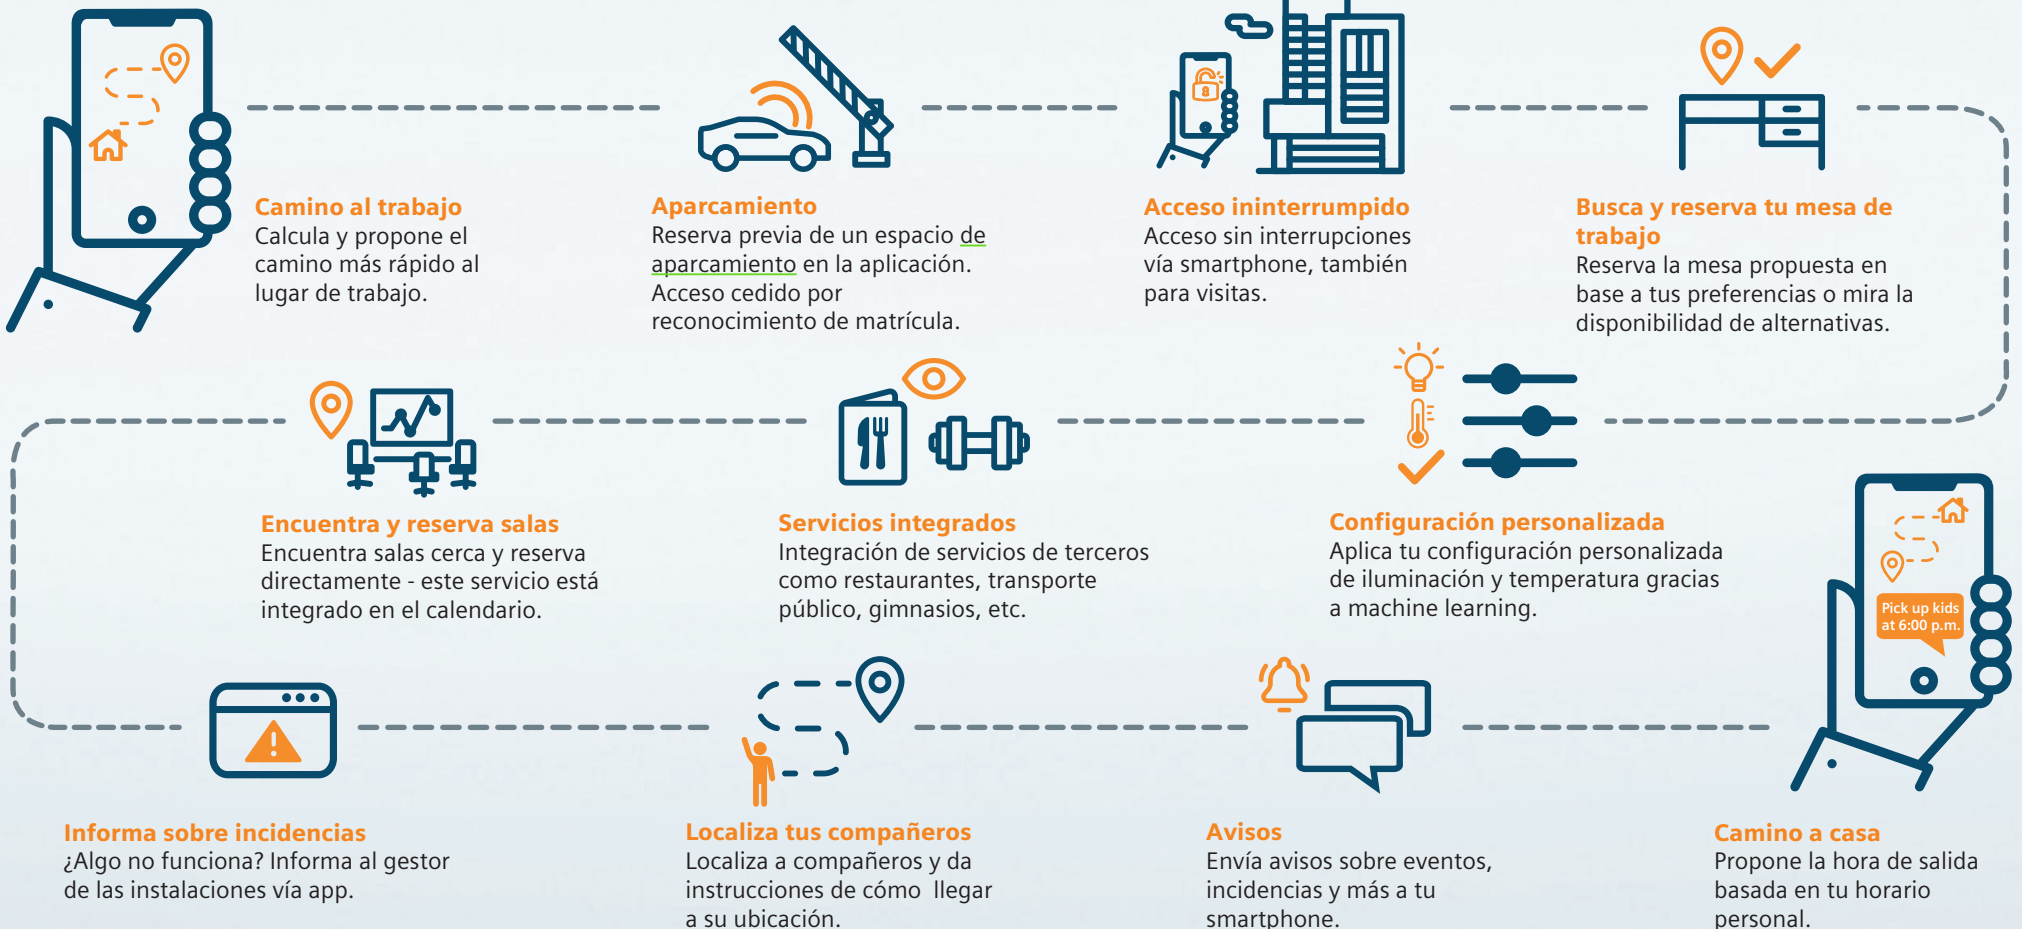 Camino al trabajo
Calcula y propone el
camino más rápido al
lugar de trabajo.
Aparcamiento
Reserva previa de un espacio de
aparcamiento en la aplicación.
Acceso cedido por
reconocimiento de matrícula.
Acceso ininterrumpido
Acceso sin interrupciones
vía smartphone, también
para visitas.
Busca y reserva tu mesa de
trabajo
Reserva la mesa propuesta en
base a tus preferencias o mira la
disponibilidad de alternativas.
Encuentra y reserva salas
Encuentra salas cerca y reserva
directamente - este servicio está
integrado en el calendario.
Servicios integrados
Integración de servicios de terceros
como restaurantes, transporte
público, gimnasios, etc.
Configuración personalizada
Aplica tu configuración personalizada
de iluminación y temperatura gracias
a machine learning.
Pick up kids
at 6:00 p.m.
Informa sobre incidencias
¿Algo no funciona? Informa al gestor
de las instalaciones vía app.
Localiza tus compañeros
Localiza a compañeros y da
instrucciones de cómo  llegar
a su ubicación.
Avisos
Envía avisos sobre eventos,
incidencias y más a tu
smartphone.
Camino a casa
Propone la hora de salida
basada en tu horario
personal.